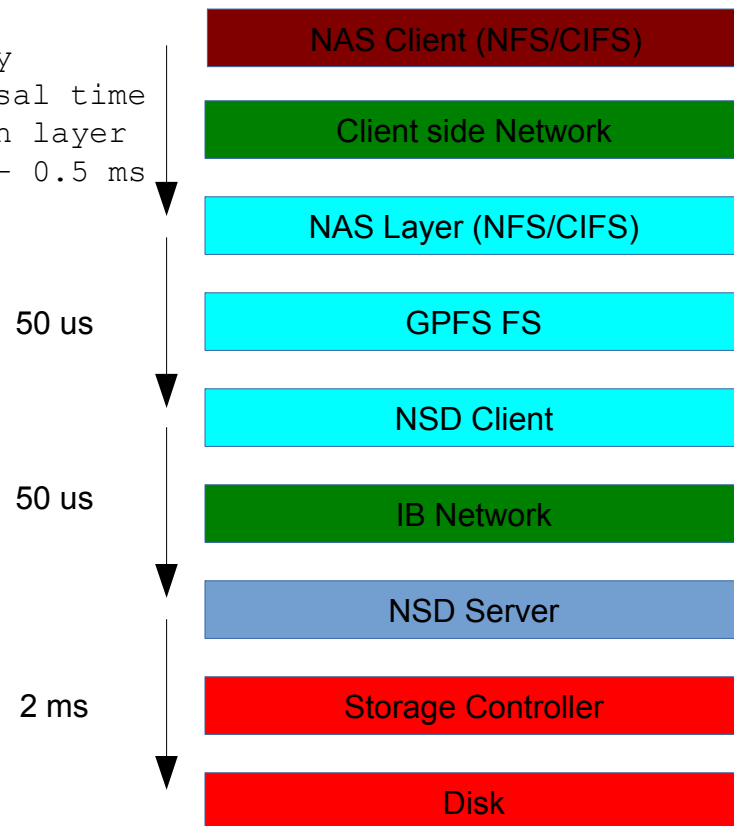 NAS Client (NFS/CIFS)
y
sal time
Client side Network
layer
- 0.5 ms
NAS Layer (NFS/CIFS)
50 us
GPFS FS
NSD Client
50 us
IB Network
NSD Server
2 ms
Storage Controller
Disk